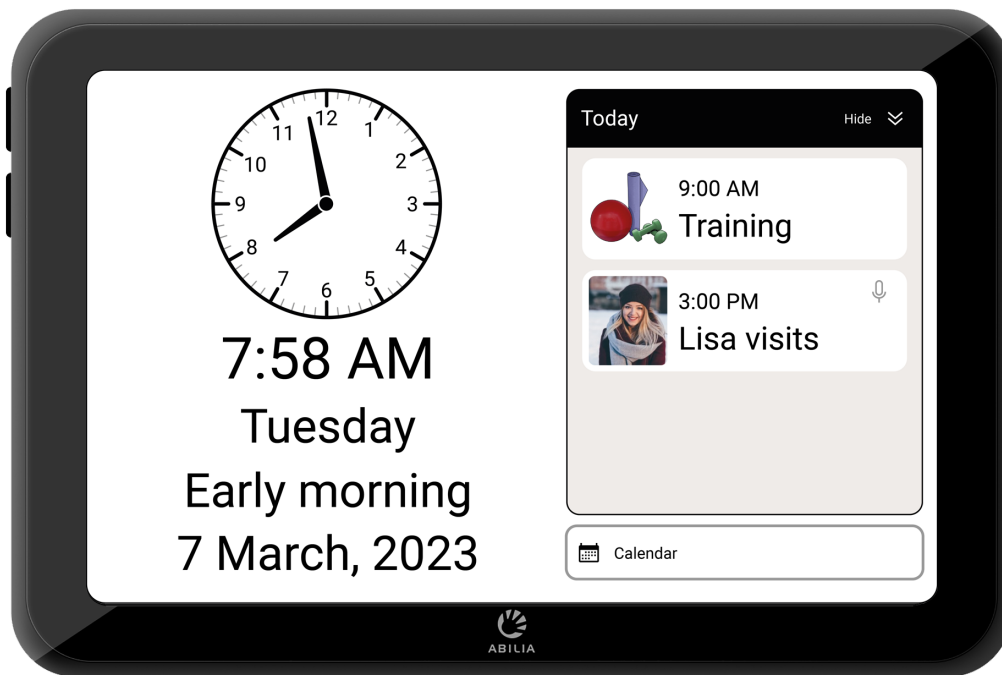 12
1
2
3
4
5
6
7
8
9
10
11
7:58 AM
Tuesday
Early morning
7 March, 2023
Today
Hide
9:00 AM
Training
3:00 PM
Lisa visits
Calendar
ABILIA